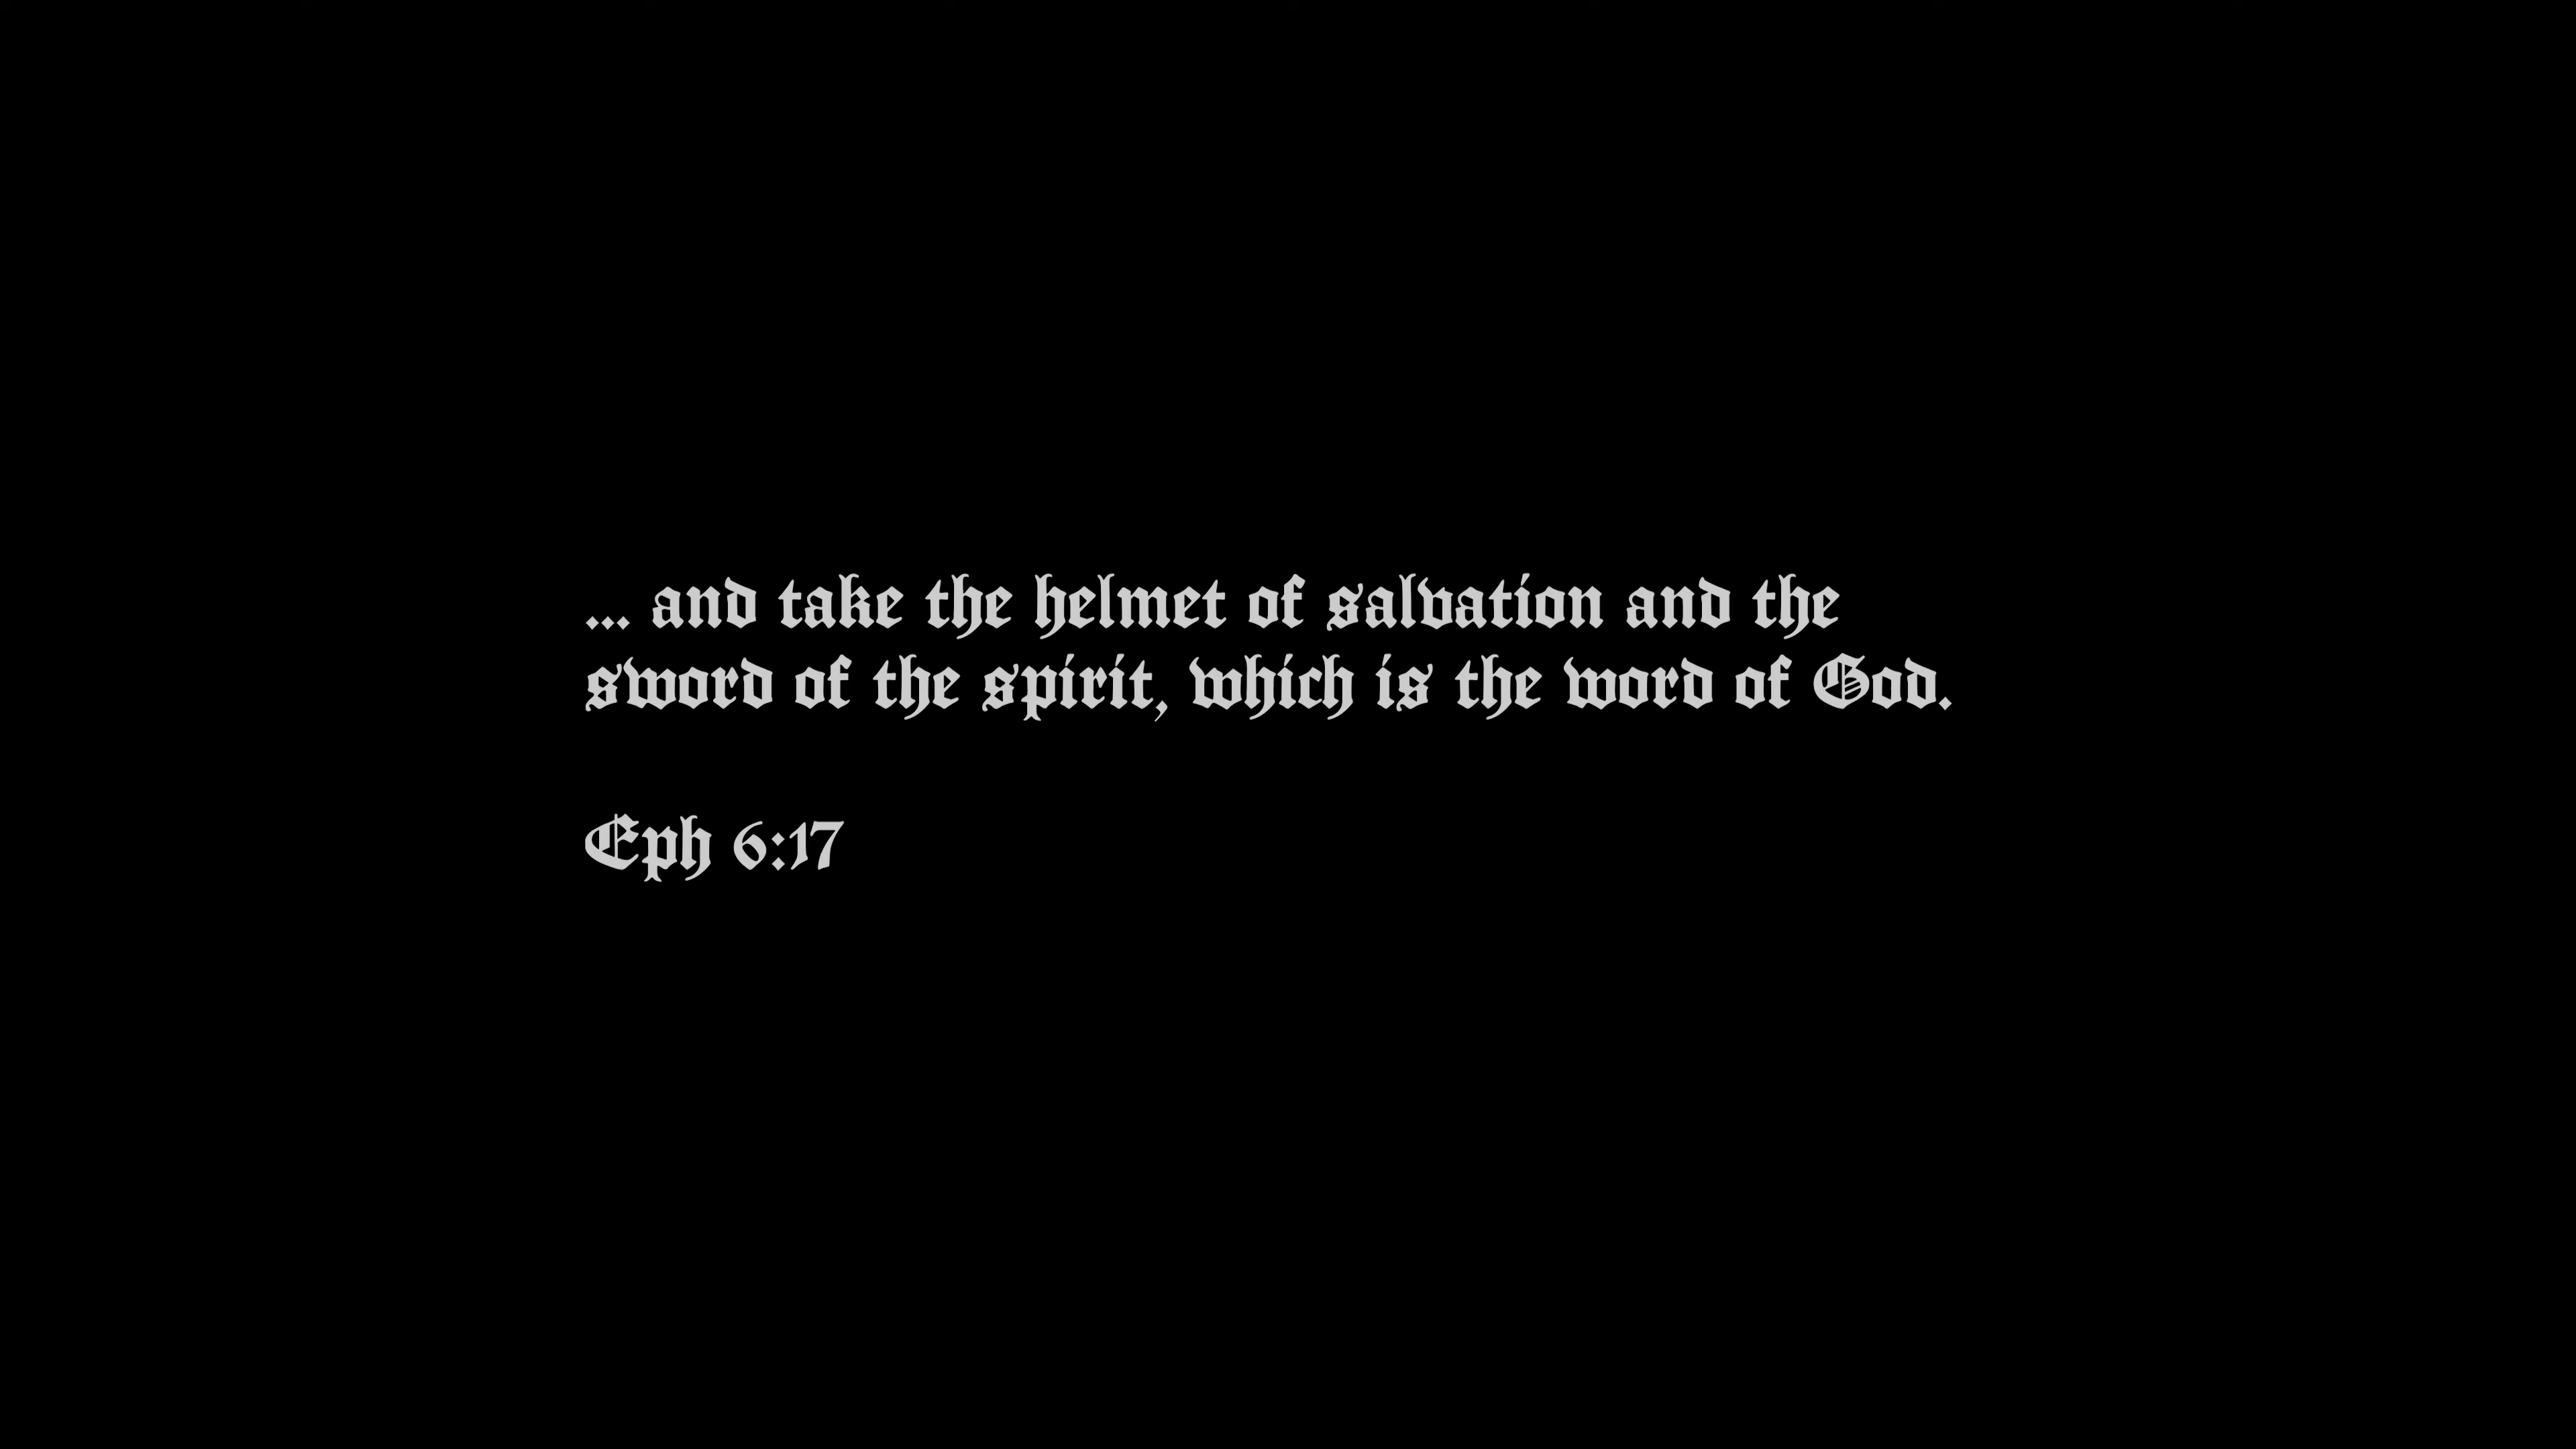 ... and take the helmet of salvation and the
sword of the spirit, which is the word of God.
Eph 6:17